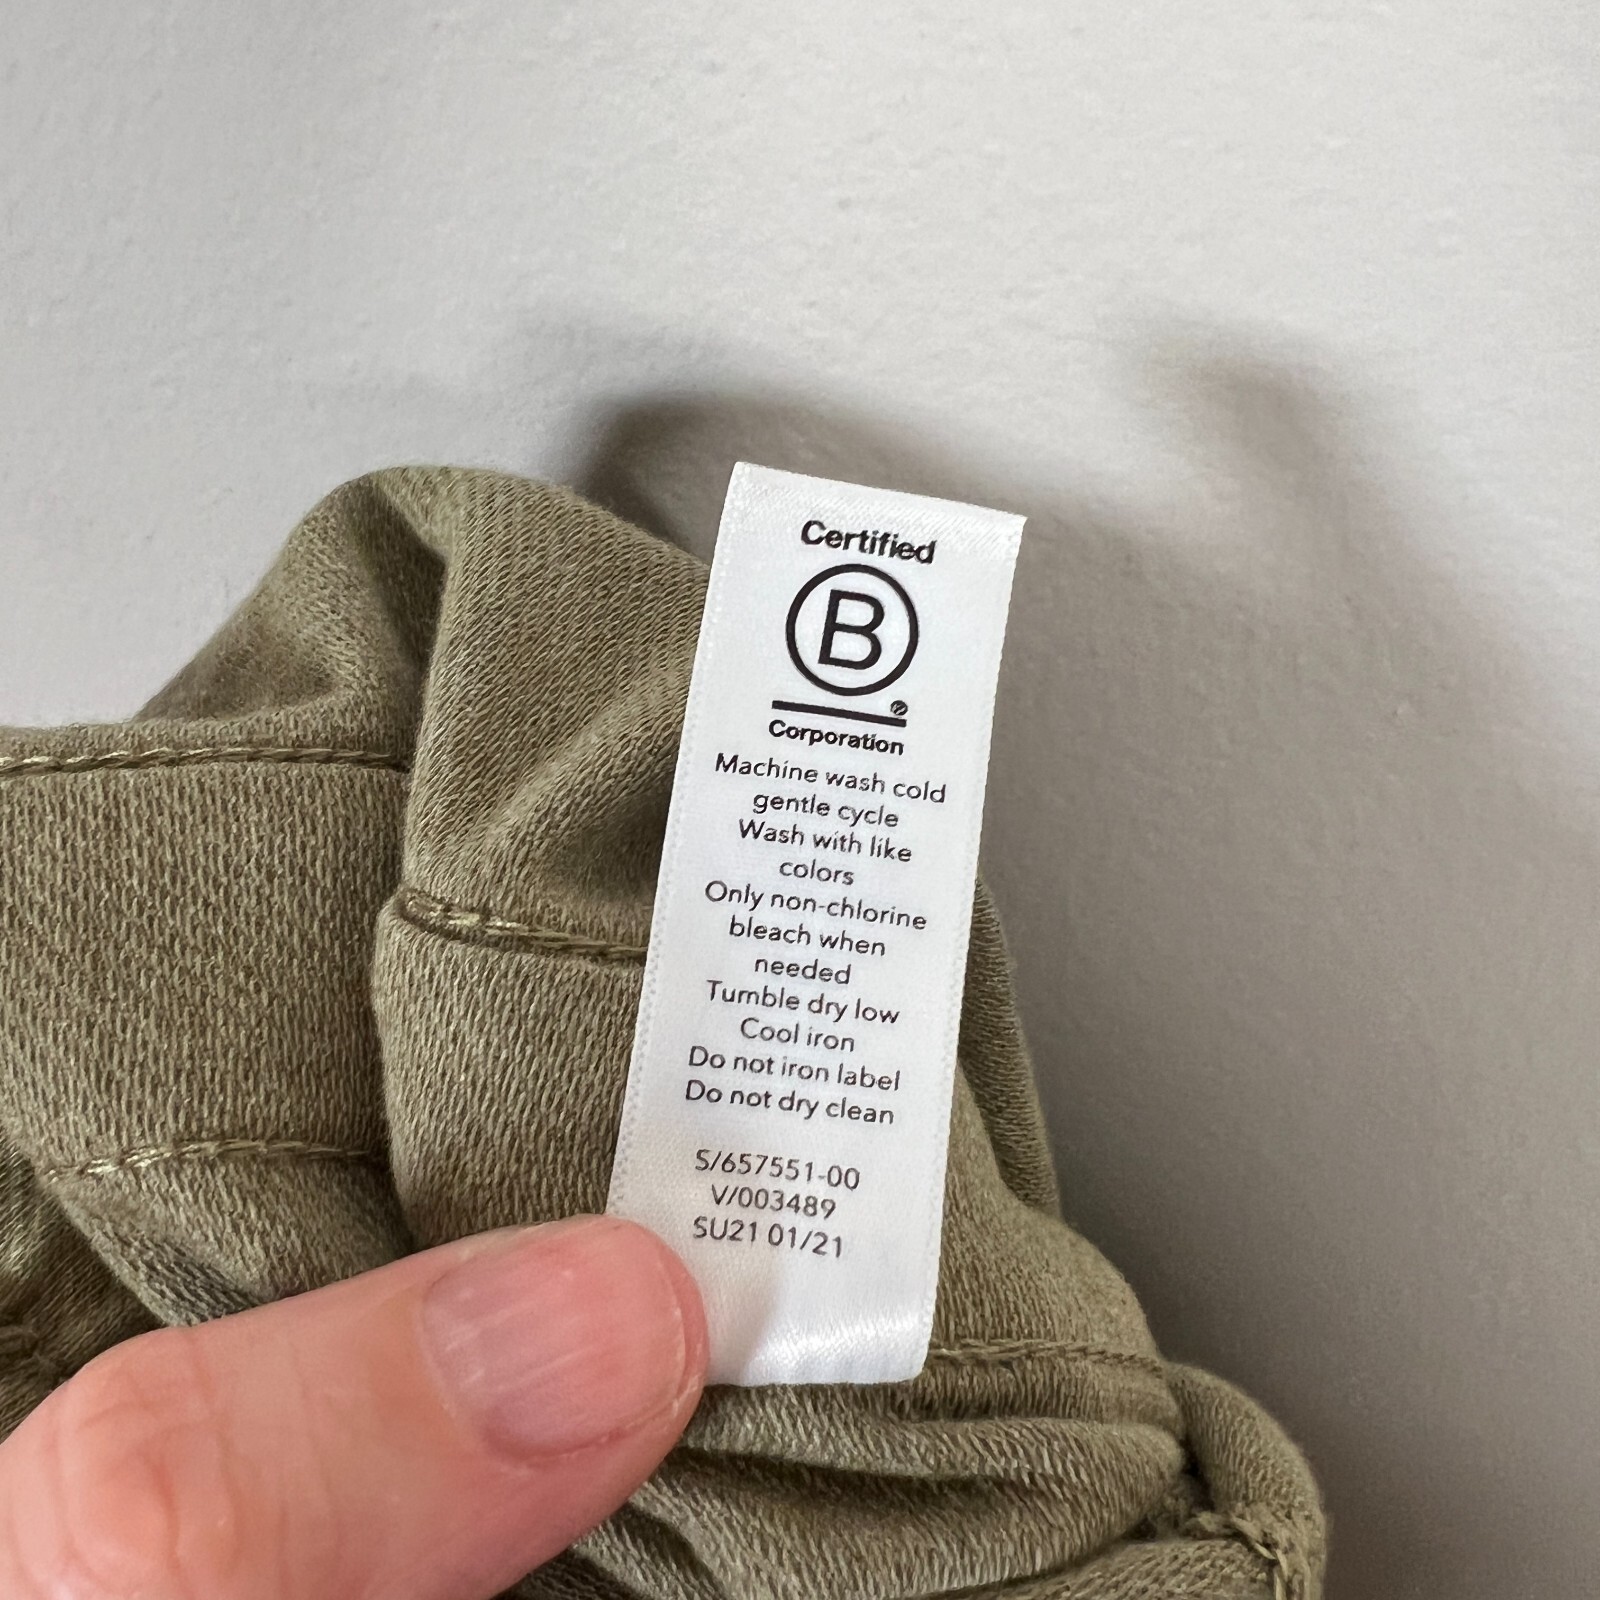 Certified
B
®
Corporation
Machine wash cold
gentle cycle
Wash with like
colors
Only non-chlorine
bleach when
needed
Tumble dry low
Cool iron
Do not iron label
Do not dry clean
S/657551-00
V/003489
SU21 01/21